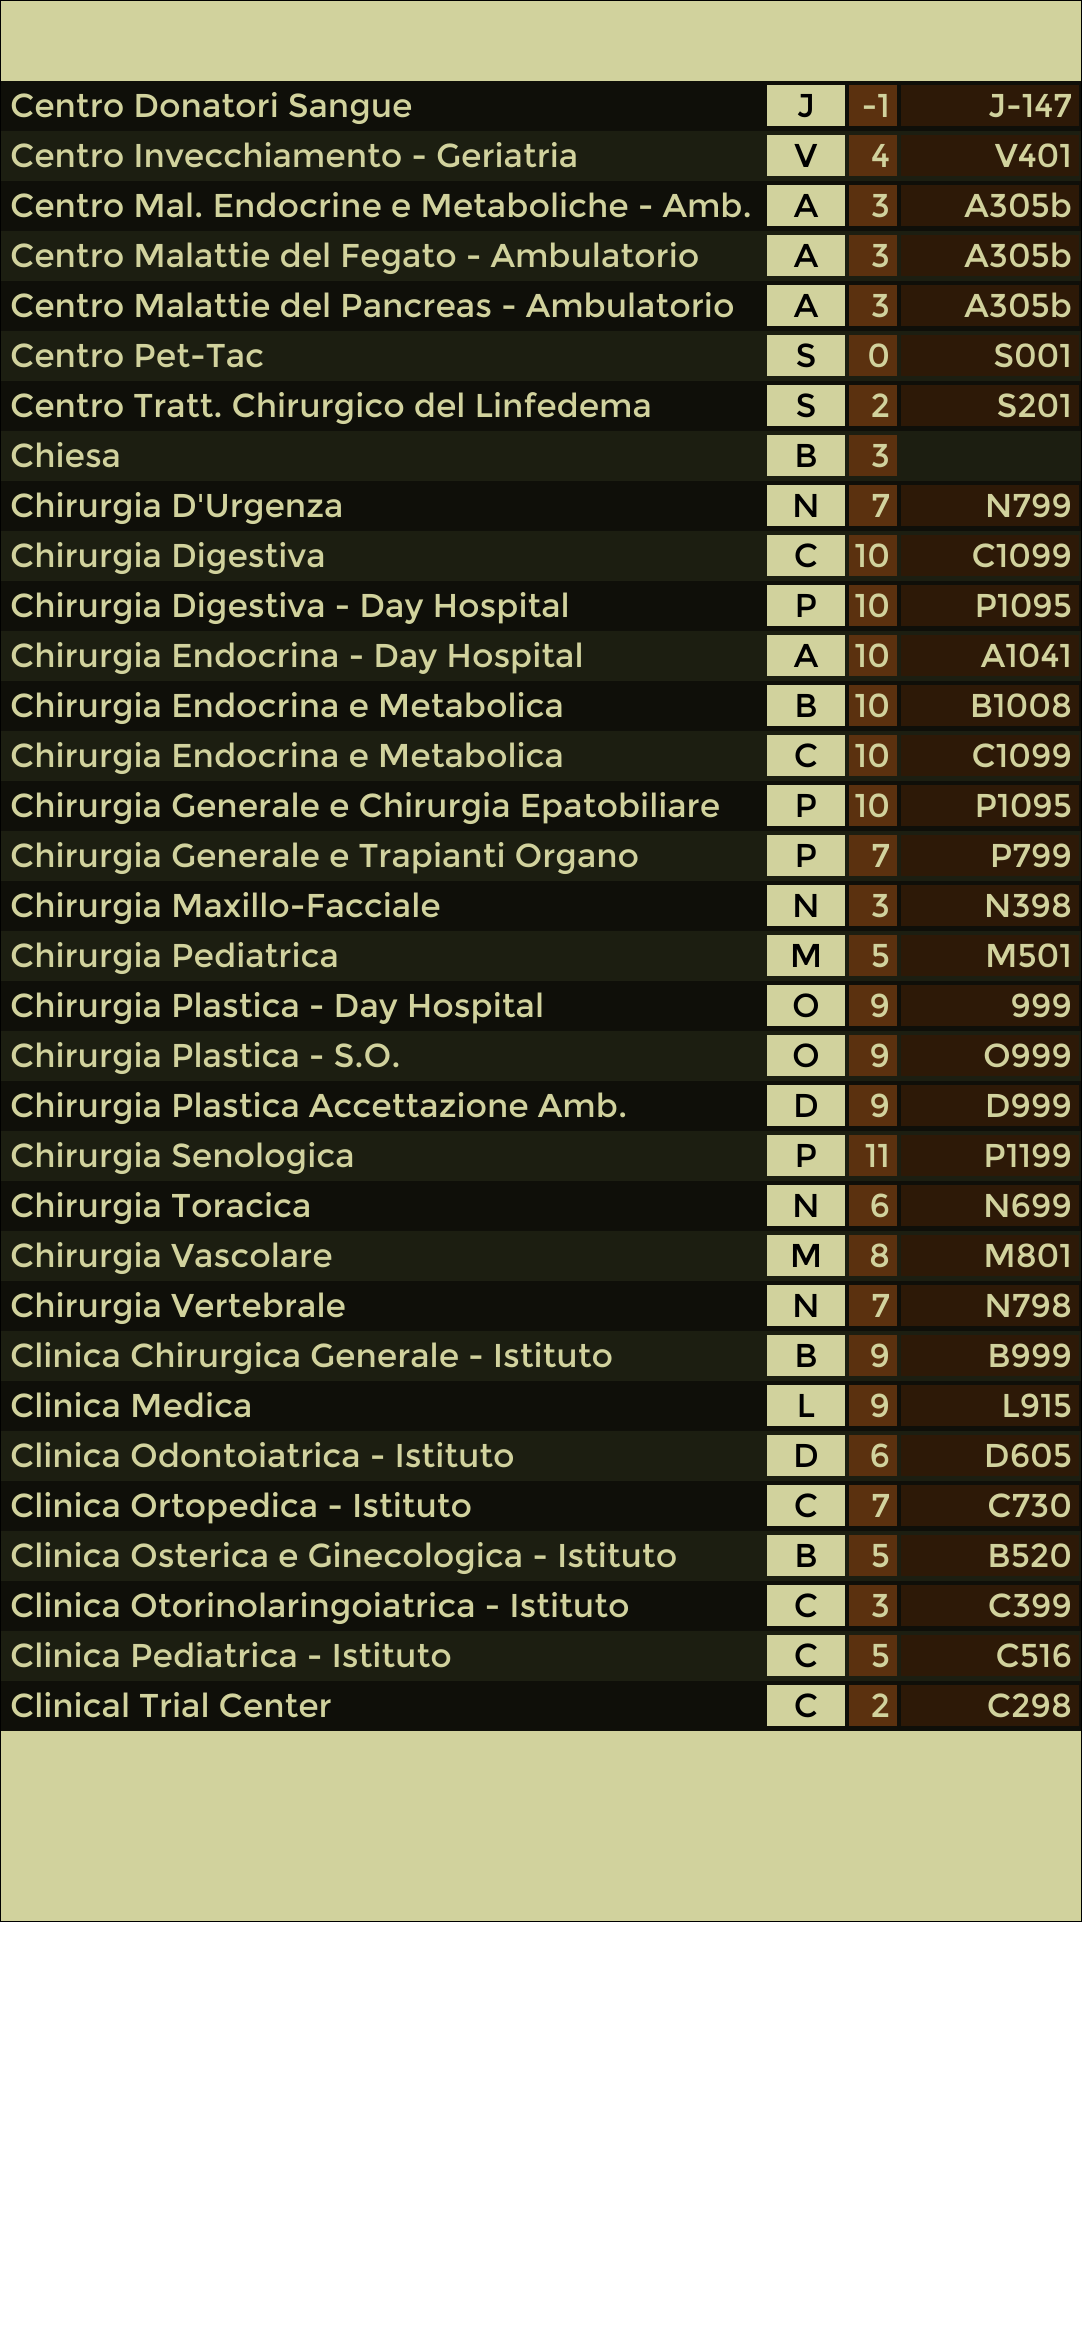 Centro Donatori Sangue J -1 J-147
Centro Invecchiamento - Geriatria V 4 V401
Centro Mal. Endocrine e Metaboliche - Amb. A 3 A305b
Centro Malattie del Fegato - Ambulatorio A 3 A305b
Centro Malattie del Pancreas - Ambulatorio A 3 A305b
Centro Pet-Tac S 0 S001
Centro Tratt. Chirurgico del Linfedema S 2 S201
Chiesa B 3
Chirurgia D'Urgenza N 7 N799
Chirurgia Digestiva C 10 C1099
Chirurgia Digestiva - Day Hospital P 10 P1095
Chirurgia Endocrina - Day Hospital A 10 A1041
Chirurgia Endocrina e Metabolica B 10 B1008
Chirurgia Endocrina e Metabolica C 10 C1099
Chirurgia Generale e Chirurgia Epatobiliare P 10 P1095
Chirurgia Generale e Trapianti Organo P 7 P799
Chirurgia Maxillo-Facciale N 3 N398
Chirurgia Pediatrica M 5 M501
Chirurgia Plastica - Day Hospital O 9 999
Chirurgia Plastica - S.O. O 9 O999
Chirurgia Plastica Accettazione Amb. D 9 D999
Chirurgia Senologica P 11 P1199
Chirurgia Toracica N 6 N699
Chirurgia Vascolare M 8 M801
Chirurgia Vertebrale N 7 N798
Clinica Chirurgica Generale - Istituto B 9 B999
Clinica Medica L 9 L915
Clinica Odontoiatrica - Istituto D 6 D605
Clinica Ortopedica - Istituto C 7 C730
Clinica Osterica e Ginecologica - Istituto B 5 B520
Clinica Otorinolaringoiatrica - Istituto C 3 C399
Clinica Pediatrica - Istituto C 5 C516
Clinical Trial Center C 2 C298